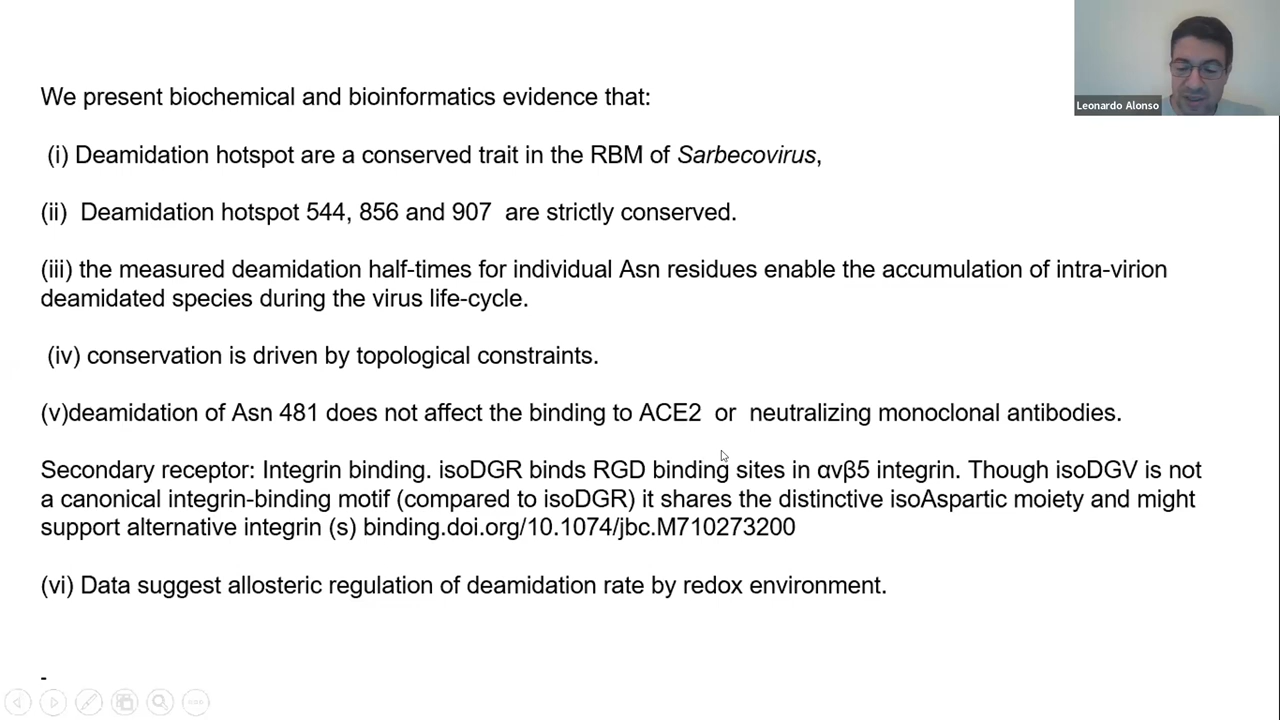 Leonardo Alonso
We present biochemical and bioinformatics evidence that:
(i) Deamidation hotspot are a conserved trait in the RBM of Sarbecovirus,
(ii) Deamidation hotspot 544, 856 and 907 are strictly conserved.
(iii) the measured deamidation half-times for individual Asn residues enable the accumulation of intra-virion
deamidated species during the virus life-cycle.
(iv) conservation is driven by topological constraints.
(v)deamidation of Asn 481 does not affect the binding to ACE2 or neutralizing monoclonal antibodies.
Secondary receptor: Integrin binding. isoDGR binds RGD binding sites in αvβ5 integrin. Though isoDGV is not
a canonical integrin-binding motif (compared to isoDGR) it shares the distinctive isoAspartic moiety and might
support alternative integrin (s) binding.doi.org/10.1074/jbc.M710273200
(vi) Data suggest allosteric regulation of deamidation rate by redox environment.
-